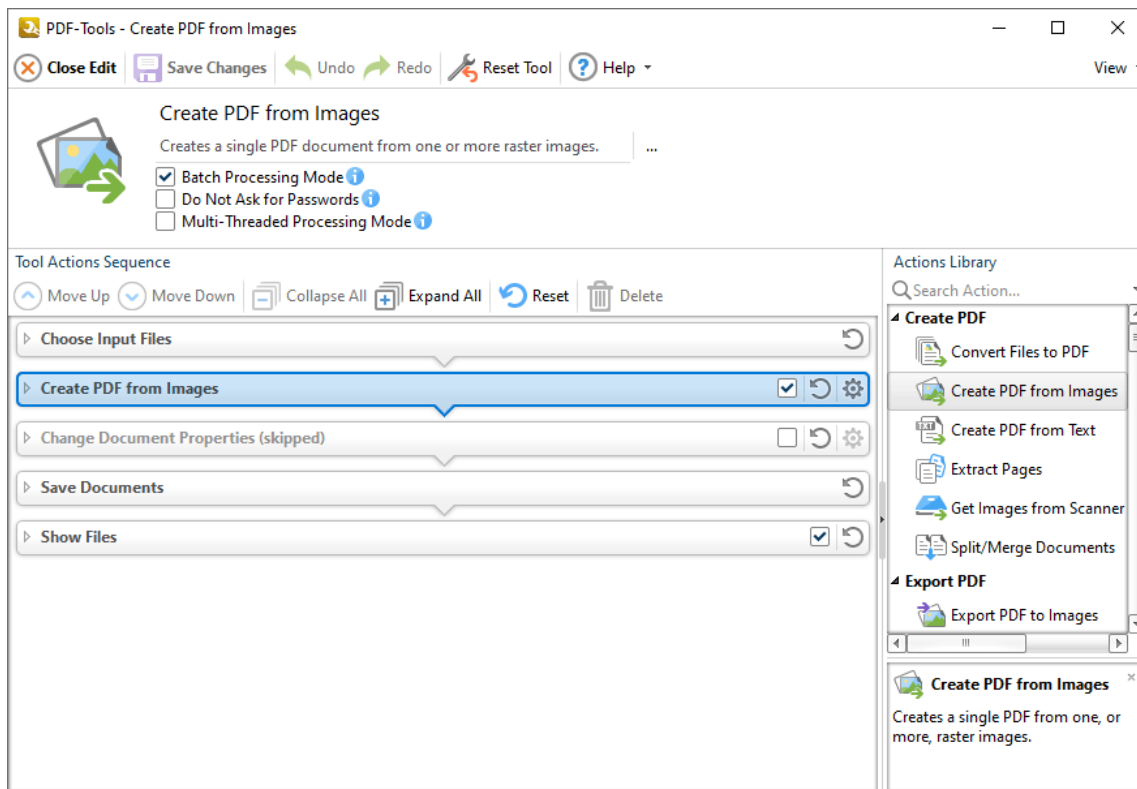 PDF-Tools - Create PDF from Images
Close Edit Save Changes Undo Redo Reset Tool Help View
Create PDF from Images
Creates a single PDF document from one or more raster images. ...
Batch Processing Mode
Do Not Ask for Passwords
Multi-Threaded Processing Mode
Tool Actions Sequence
Move Up Move Down Collapse All Expand All Reset Delete
Choose Input Files
Create PDF from Images
Change Document Properties (skipped)
Save Documents
Show Files
Actions Library
Search Action...
Create PDF
Convert Files to PDF
Create PDF from Images
TXT Create PDF from Text
Extract Pages
Get Images from Scanner
Split/Merge Documents
Export PDF
Export PDF to Images
Create PDF from Images
Creates a single PDF from one, or
more, raster images.